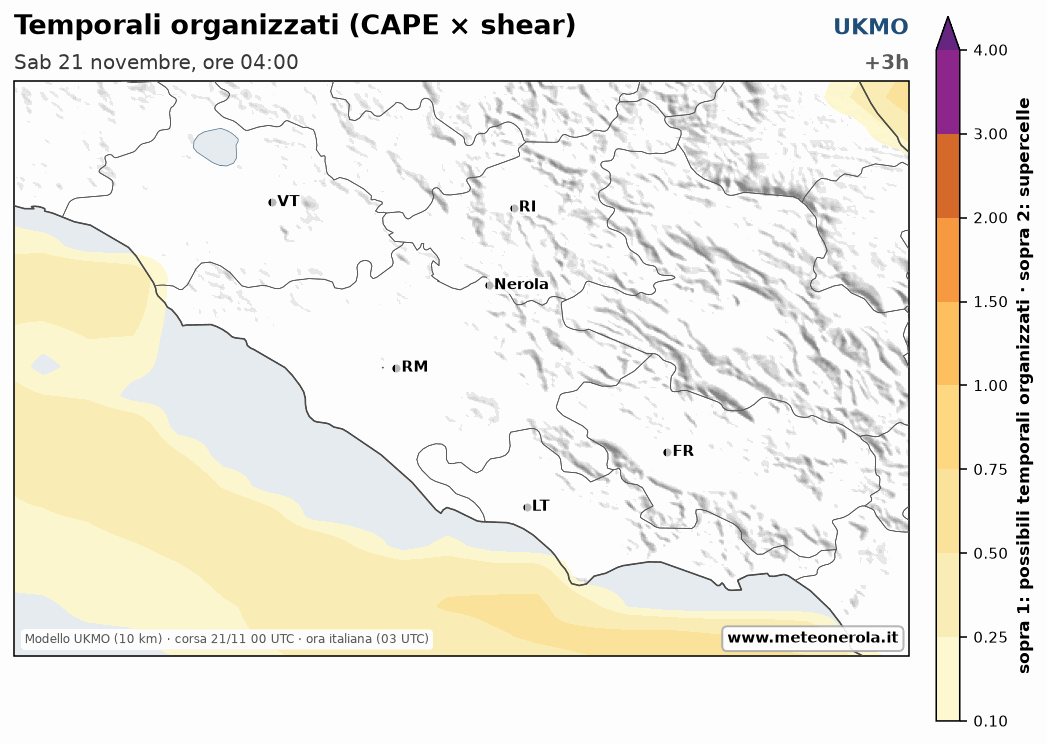 Temporali organizzati (CAPE × shear)
UKMO
Sab 21 novembre, ore 04:00
+3h
VT
RI
Nerola
RM
FR
LT
Modello UKMO (10 km) · corsa 21/11 00 UTC · ora italiana (03 UTC)
www.meteonerola.it
4.00
3.00
2.00
1.50
1.00
0.75
0.50
0.25
0.10
sopra 1: possibili temporali organizzati · sopra 2: supercelle